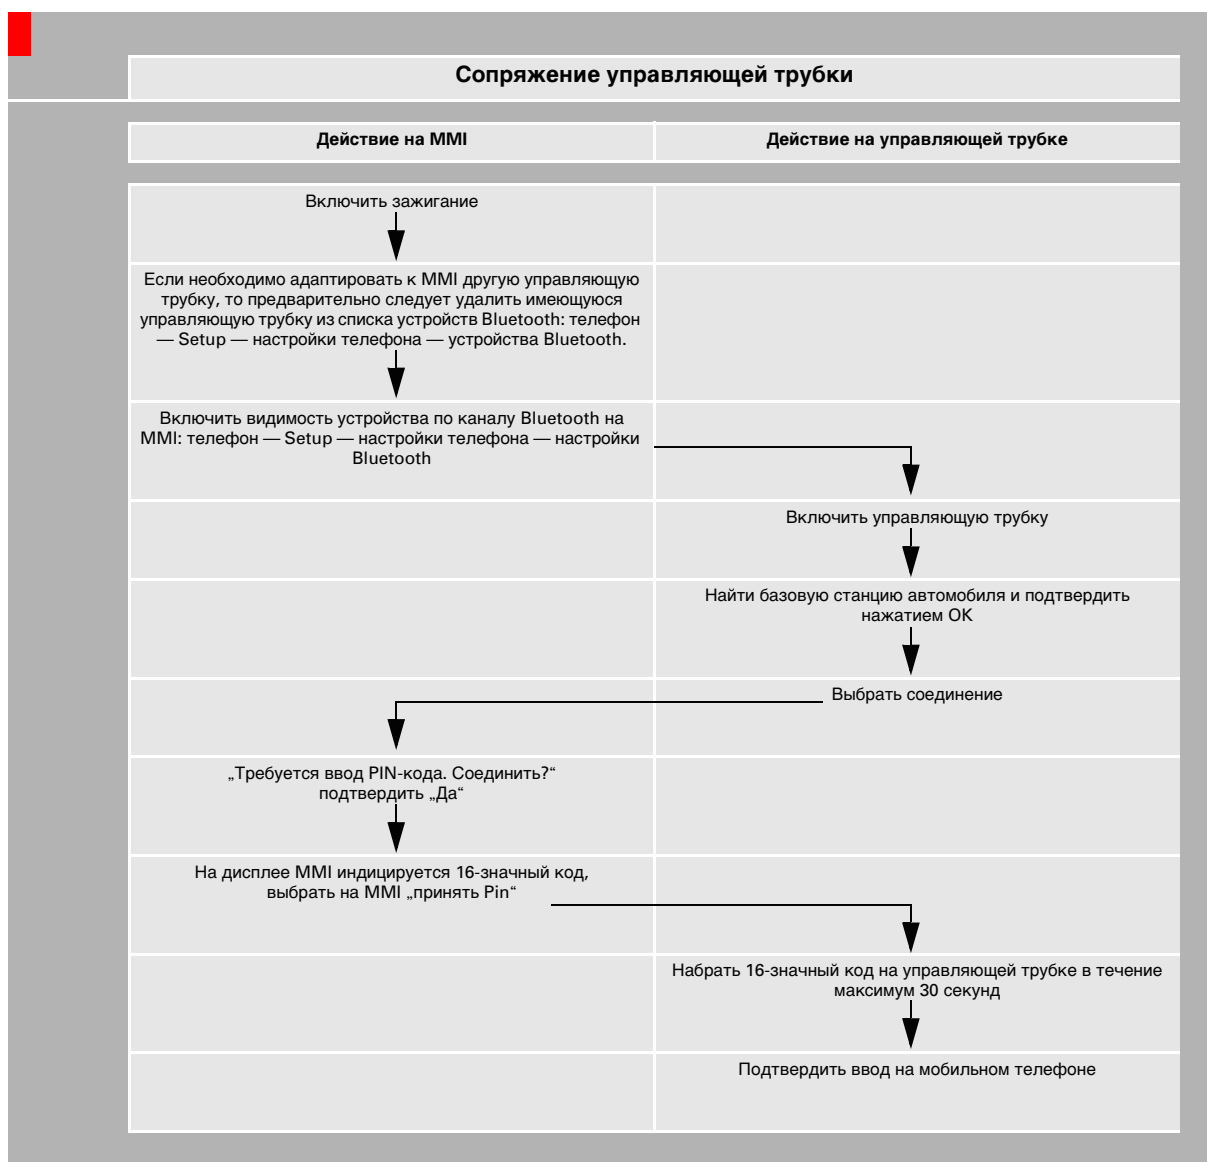 Сопряжение управляющей трубки
Действие на MMI
Действие на управляющей трубке
Включить зажигание
Если необходимо адаптировать к MMI другую управляющую
трубку, то предварительно следует удалить имеющуюся
управляющую трубку из списка устройств Bluetooth: телефон
— Setup — настройки телефона — устройства Bluetooth.
Включить видимость устройства по каналу Bluetooth на
MMI: телефон — Setup — настройки телефона — настройки
Bluetooth
Включить управляющую трубку
Найти базовую станцию автомобиля и подтвердить
нажатием OK
Выбрать соединение
„Требуется ввод PIN-кода. Соединить?“
подтвердить „Да“
На дисплее MMI индицируется 16-значный код,
выбрать на MMI „принять Pin“
Набрать 16-значный код на управляющей трубке в течение
максимум 30 секунд
Подтвердить ввод на мобильном телефоне